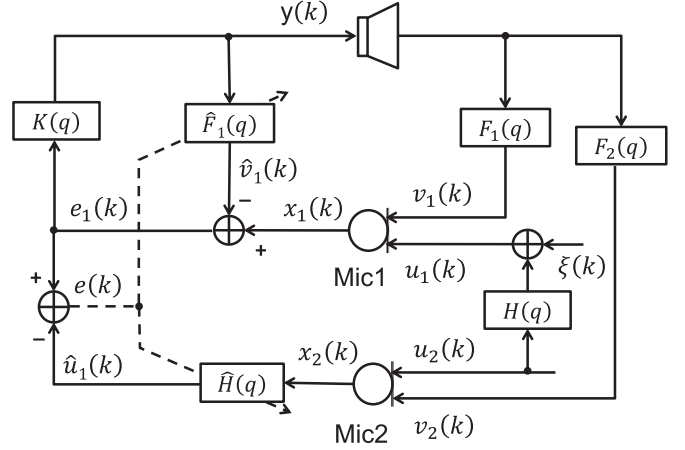 y(k)
K(q)
F̂₁(q)
F₁(q)
F₂(q)
v̂₁(k)
v₁(k)
e₁(k)
−
x₁(k)
+
u₁(k)
ξ(k)
Mic1
+
e(k)
H(q)
−
û₁(k)
x₂(k)
u₂(k)
Ĥ(q)
v₂(k)
Mic2